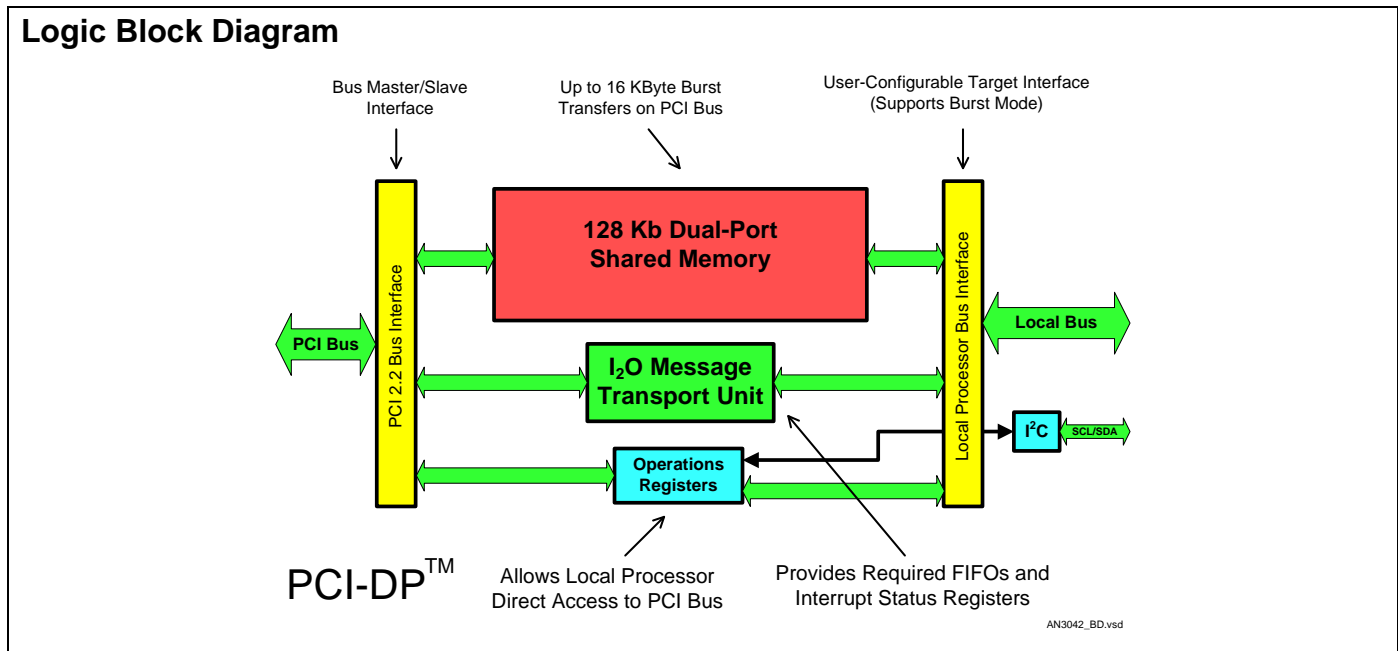 Logic Block Diagram
Bus Master/Slave
Interface
Up to 16 KByte Burst
Transfers on PCI Bus
User-Configurable Target Interface
(Supports Burst Mode)
PCI Bus
PCI 2.2 Bus Interface
128 Kb Dual-Port
Shared Memory
I₂O Message
Transport Unit
Operations
Registers
Local Processor Bus Interface
Local Bus
I²C
SCL/SDA
PCI-DP™
Allows Local Processor
Direct Access to PCI Bus
Provides Required FIFOs and
Interrupt Status Registers
AN3042_BD.vsd